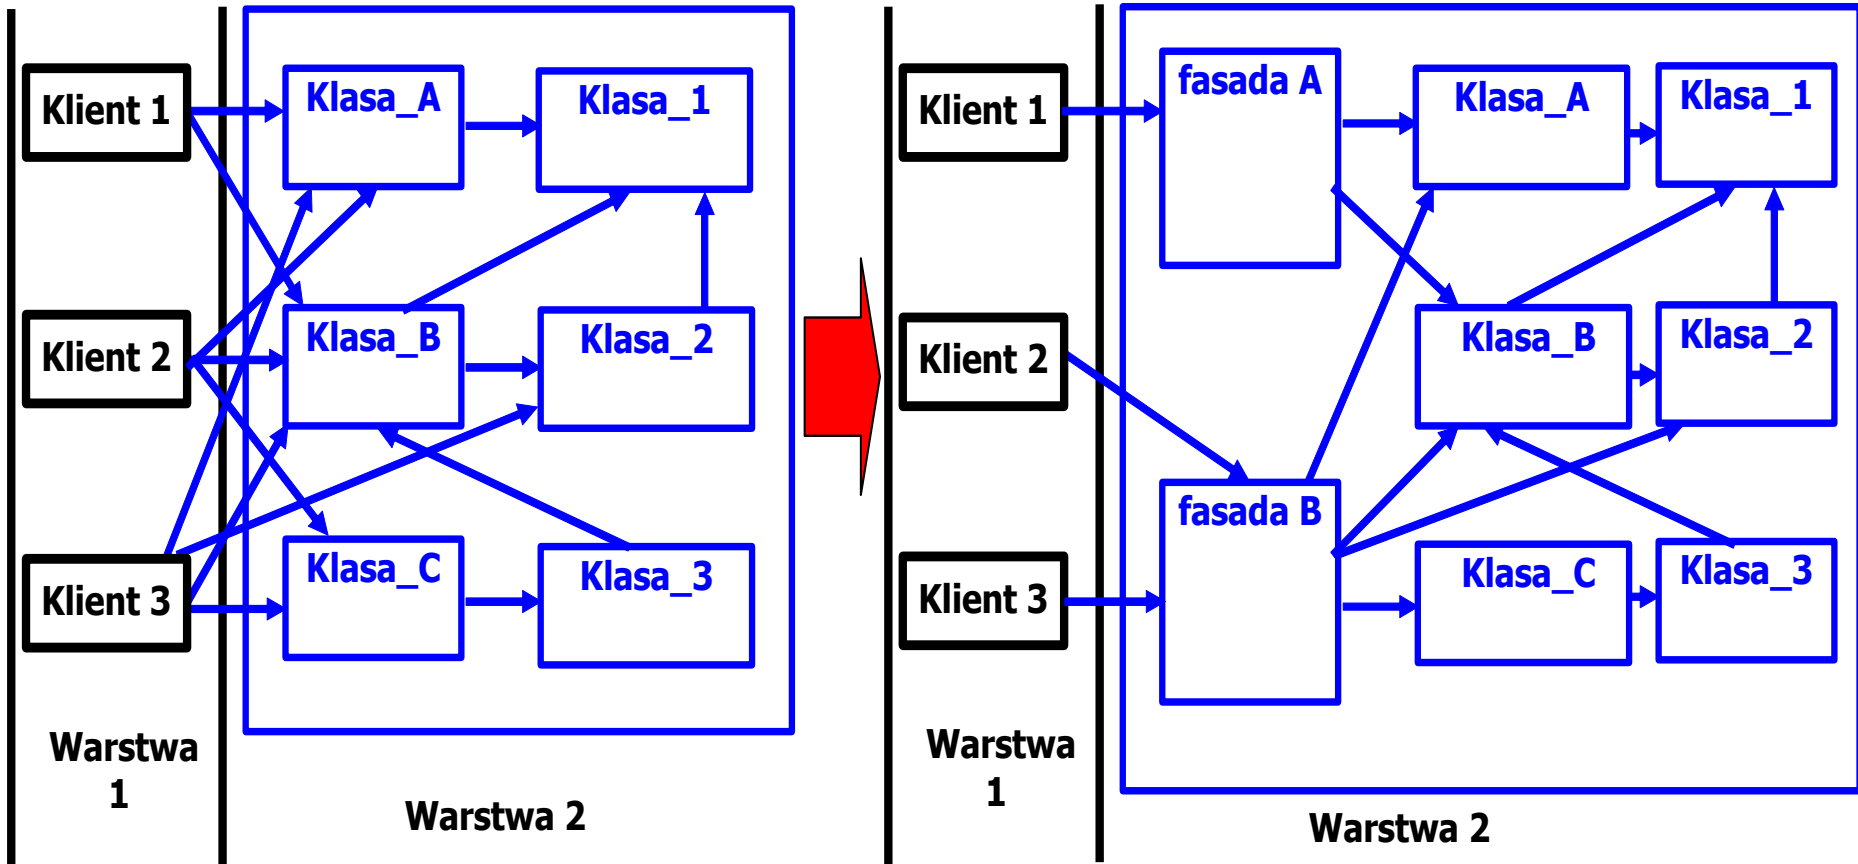 Klient 1
Klasa_A
Klasa_1
Klient 2
Klasa_B
Klasa_2
Klient 3
Klasa_C
Klasa_3
Warstwa
1
Warstwa 2
Klient 1
fasada A
Klasa_A
Klasa_1
Klient 2
Klasa_B
Klasa_2
fasada B
Klient 3
Klasa_C
Klasa_3
Warstwa
1
Warstwa 2